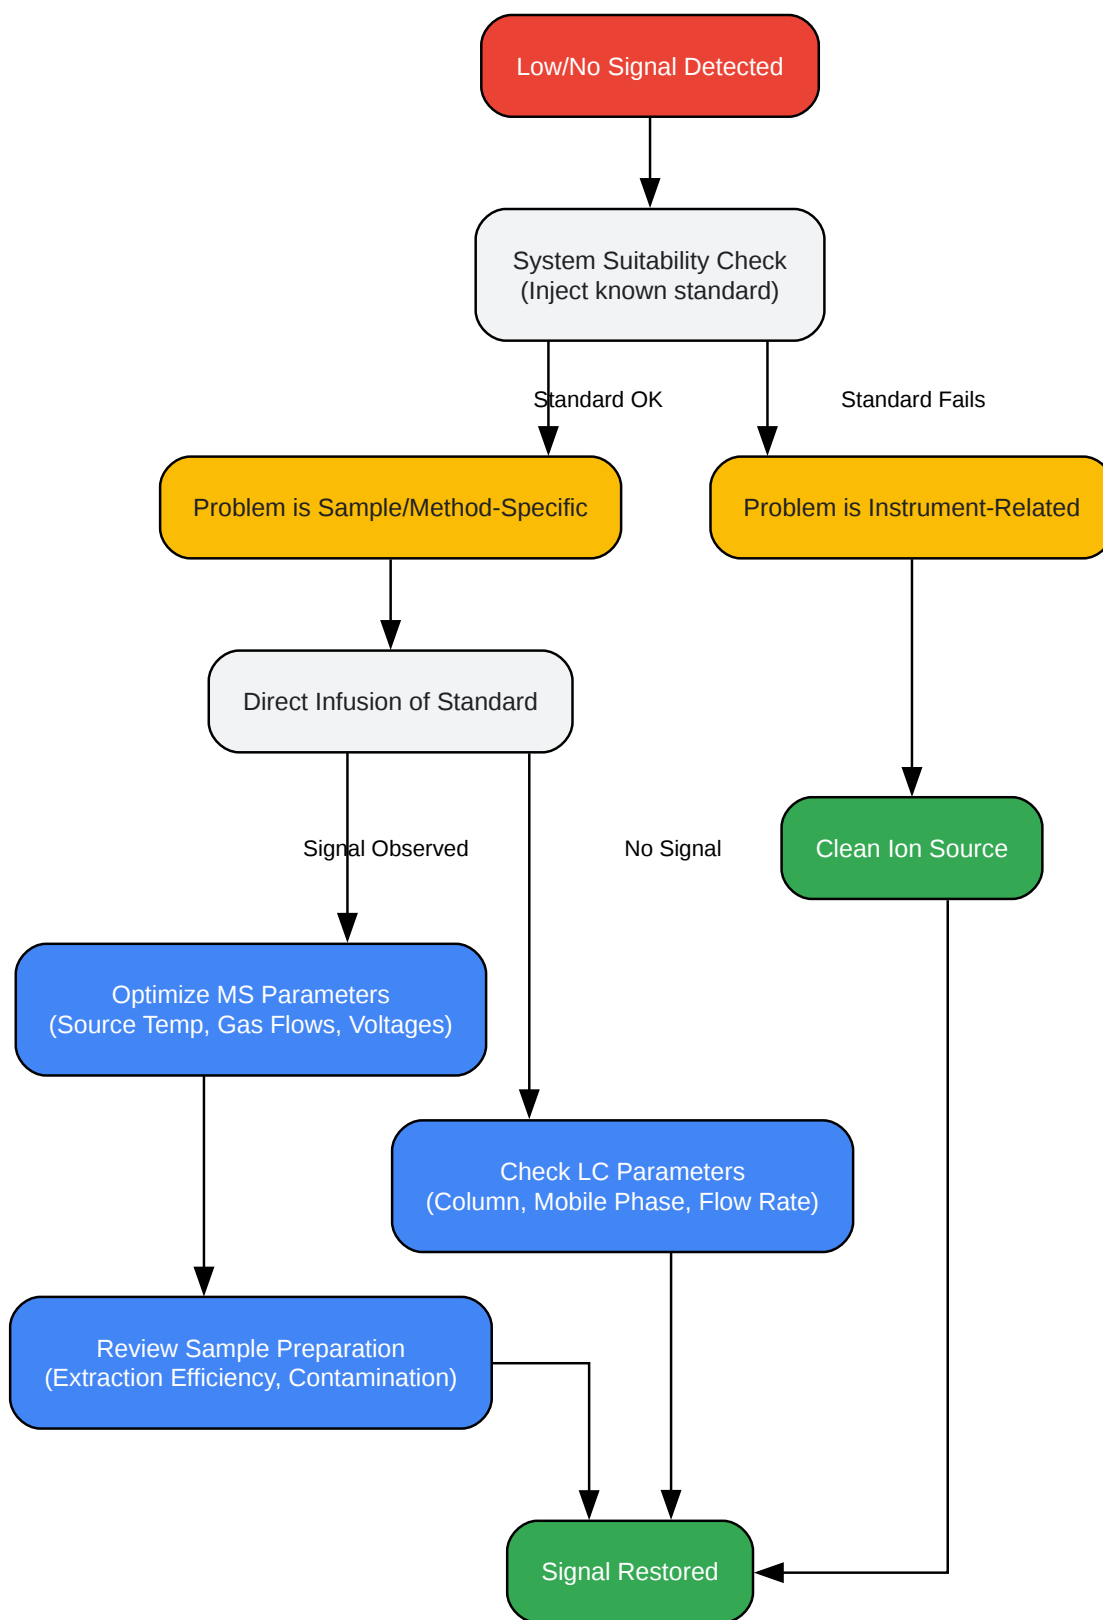 Low/No Signal Detected
System Suitability Check
(Inject known standard)
Standard OK
Standard Fails
Problem is Sample/Method-Specific
Problem is Instrument-Related
Direct Infusion of Standard
Signal Observed
No Signal
Clean Ion Source
Optimize MS Parameters
(Source Temp, Gas Flows, Voltages)
Check LC Parameters
(Column, Mobile Phase, Flow Rate)
Review Sample Preparation
(Extraction Efficiency, Contamination)
Signal Restored